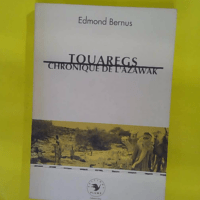 Edmond Bernus
TOUAREGS
CHRONIQUE DE L'AZAWAK